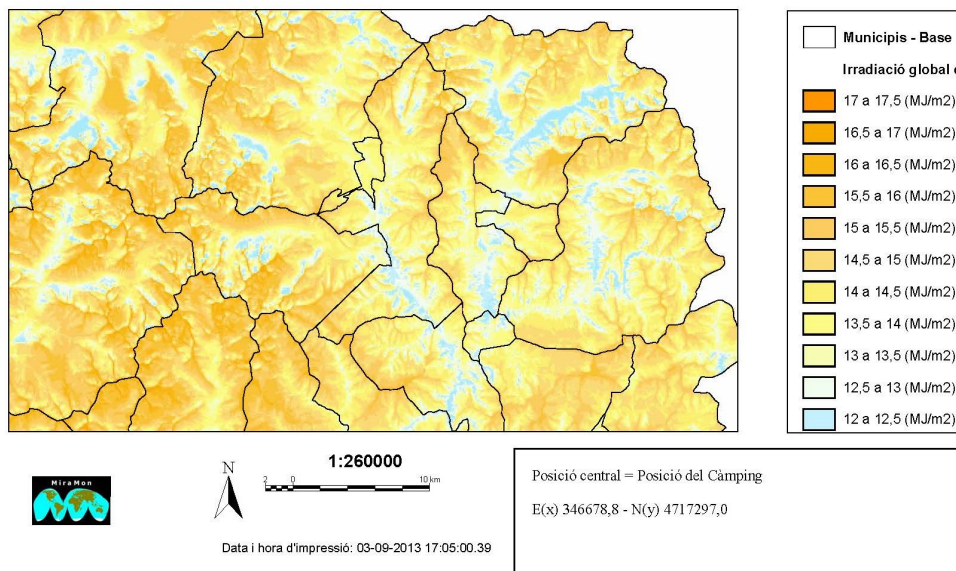 Municipis - Base
Irradiació global d
17 a 17,5 (MJ/m2)
16,5 a 17 (MJ/m2)
16 a 16,5 (MJ/m2)
15,5 a 16 (MJ/m2)
15 a 15,5 (MJ/m2)
14,5 a 15 (MJ/m2)
14 a 14,5 (MJ/m2)
13,5 a 14 (MJ/m2)
13 a 13,5 (MJ/m2)
12,5 a 13 (MJ/m2)
12 a 12,5 (MJ/m2)
MiraMon
N
1:260000
2 0 10 km
Data i hora d'impressió: 03-09-2013 17:05:00.39
Posició central = Posició del Càmping
E(x) 346678,8 - N(y) 4717297,0